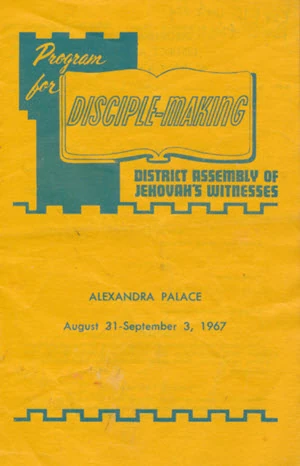 Program
for
DISCIPLE-MAKING
DISTRICT ASSEMBLY OF
JEHOVAH'S WITNESSES
ALEXANDRA PALACE
August 31-September 3, 1967